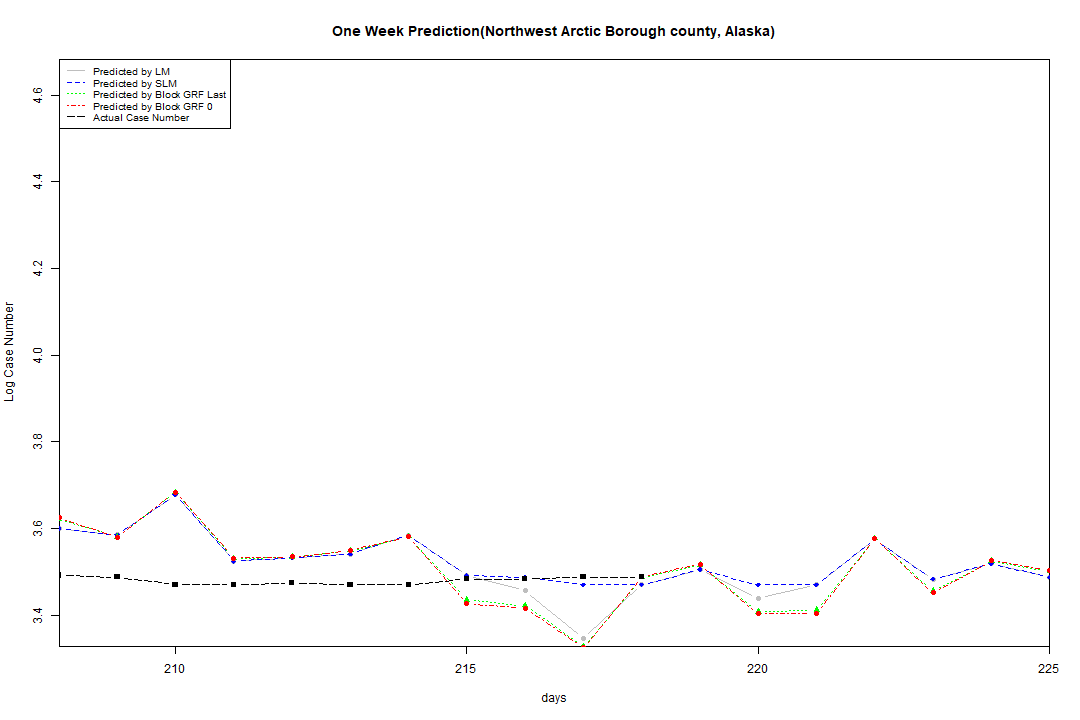 One Week Prediction(Northwest Arctic Borough county, Alaska)
Predicted by LM
Predicted by SLM
Predicted by Block GRF Last
Predicted by Block GRF 0
Actual Case Number
4.6
4.4
4.2
4.0
3.8
3.6
3.4
Log Case Number
210
215
220
225
days